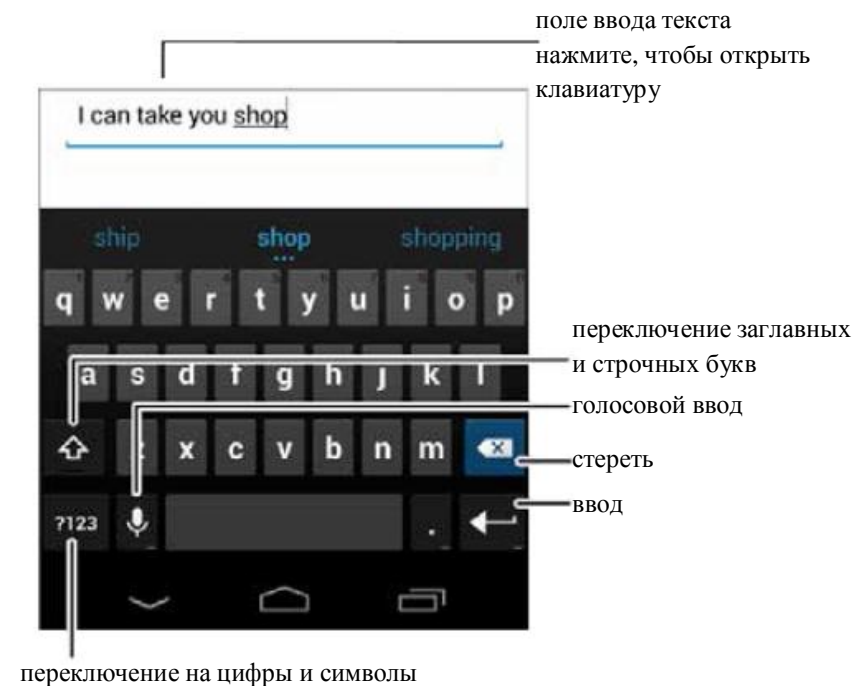 поле ввода текста
нажмите, чтобы открыть
клавиатуру
I can take you shop
ship shop shopping
q w e r t y u i o p
a s d f g h j k l
переключение заглавных
и строчных букв
голосовой ввод
z x c v b n m
стереть
?123 .
ввод
переключение на цифры и символы